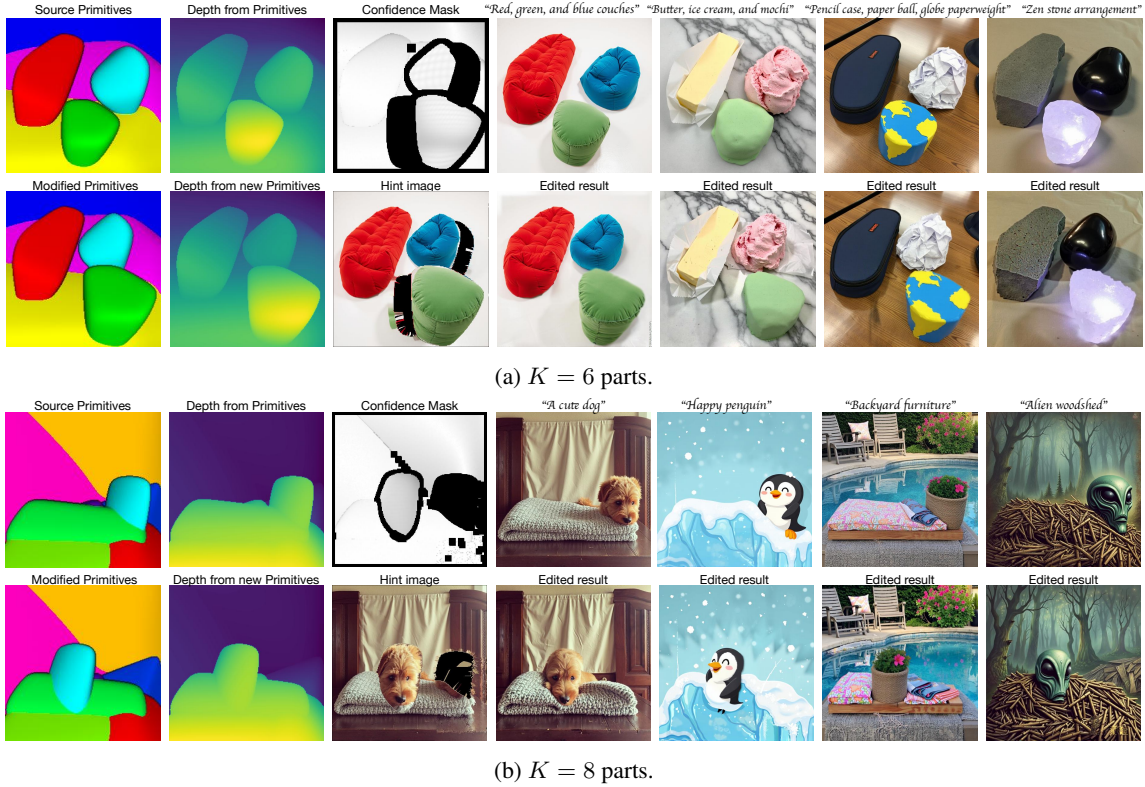 Source Primitives Depth from Primitives Confidence Mask "Red, green, and blue couches" "Butter, ice cream, and mochi" "Pencil case, paper ball, globe paperweight" "Zen stone arrangement"
Modified Primitives Depth from new Primitives Hint image Edited result Edited result Edited result Edited result
(a) K = 6 parts.
Source Primitives Depth from Primitives Confidence Mask "A cute dog" "Happy penguin" "Backyard furniture" "Alien woodshed"
Modified Primitives Depth from new Primitives Hint image Edited result Edited result Edited result Edited result
(b) K = 8 parts.